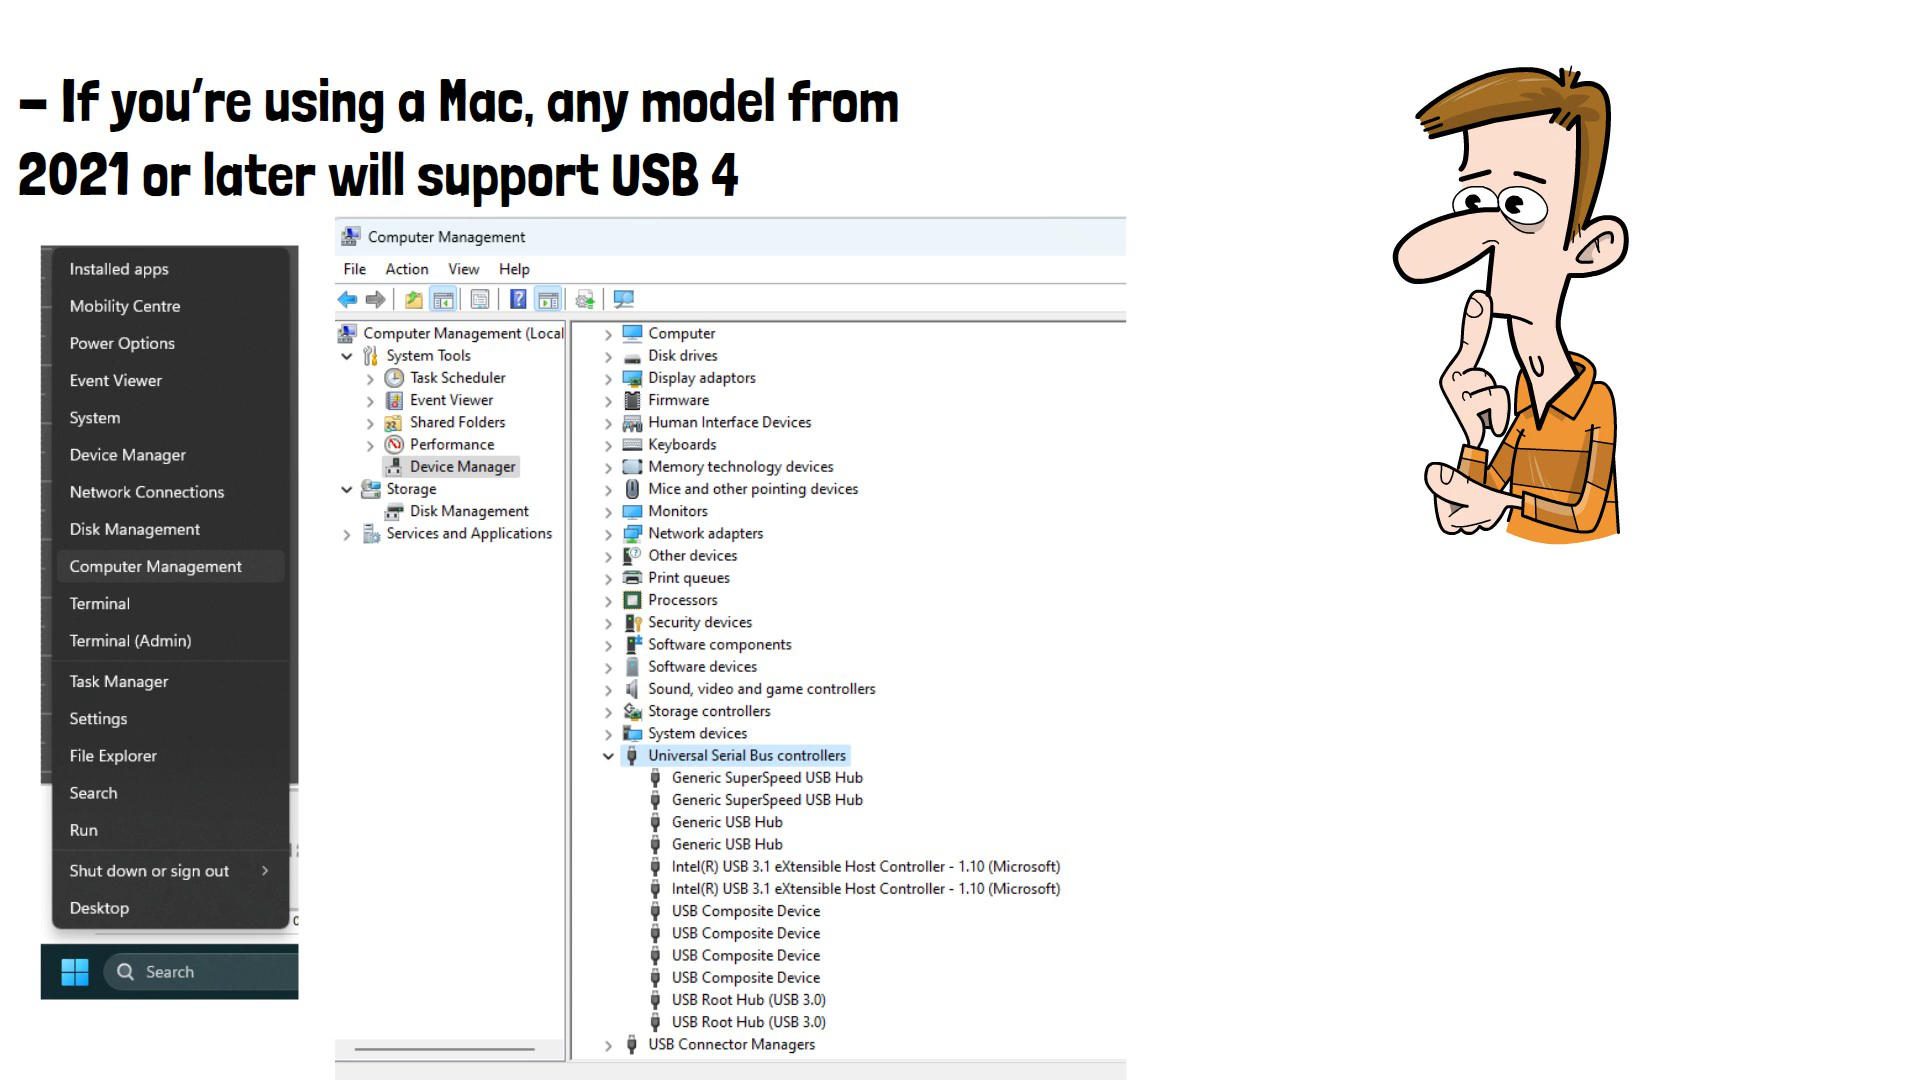 – If you're using a Mac, any model from
2021 or later will support USB 4
Installed apps
Mobility Centre
Power Options
Event Viewer
System
Device Manager
Network Connections
Disk Management
Computer Management
Terminal
Terminal (Admin)
Task Manager
Settings
File Explorer
Search
Run
Shut down or sign out
Desktop
Search
Computer Management
File Action View Help
Computer Management (Local
System Tools
Task Scheduler
Event Viewer
Shared Folders
Performance
Device Manager
Storage
Disk Management
Services and Applications
Computer
Disk drives
Display adaptors
Firmware
Human Interface Devices
Keyboards
Memory technology devices
Mice and other pointing devices
Monitors
Network adapters
Other devices
Print queues
Processors
Security devices
Software components
Software devices
Sound, video and game controllers
Storage controllers
System devices
Universal Serial Bus controllers
Generic SuperSpeed USB Hub
Generic SuperSpeed USB Hub
Generic USB Hub
Generic USB Hub
Intel(R) USB 3.1 eXtensible Host Controller - 1.10 (Microsoft)
Intel(R) USB 3.1 eXtensible Host Controller - 1.10 (Microsoft)
USB Composite Device
USB Composite Device
USB Composite Device
USB Composite Device
USB Root Hub (USB 3.0)
USB Root Hub (USB 3.0)
USB Connector Managers